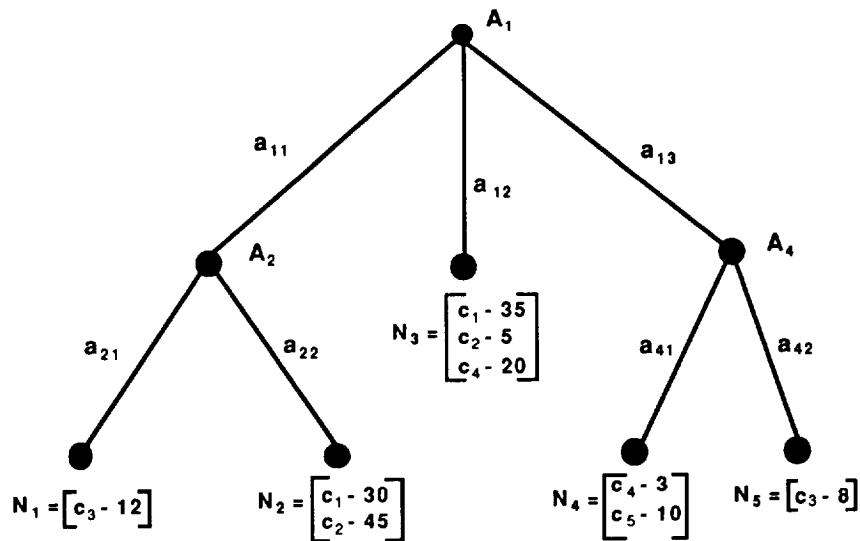 A₁
a₁₁
a₁₂
a₁₃
A₂
A₄
a₂₁
a₂₂
N₃ = [c₁ - 35
c₂ - 5
c₄ - 20]
a₄₁
a₄₂
N₁ = [c₃ - 12]
N₂ = [c₁ - 30
c₂ - 45]
N₄ = [c₄ - 3
c₅ - 10]
N₅ = [c₃ - 8]